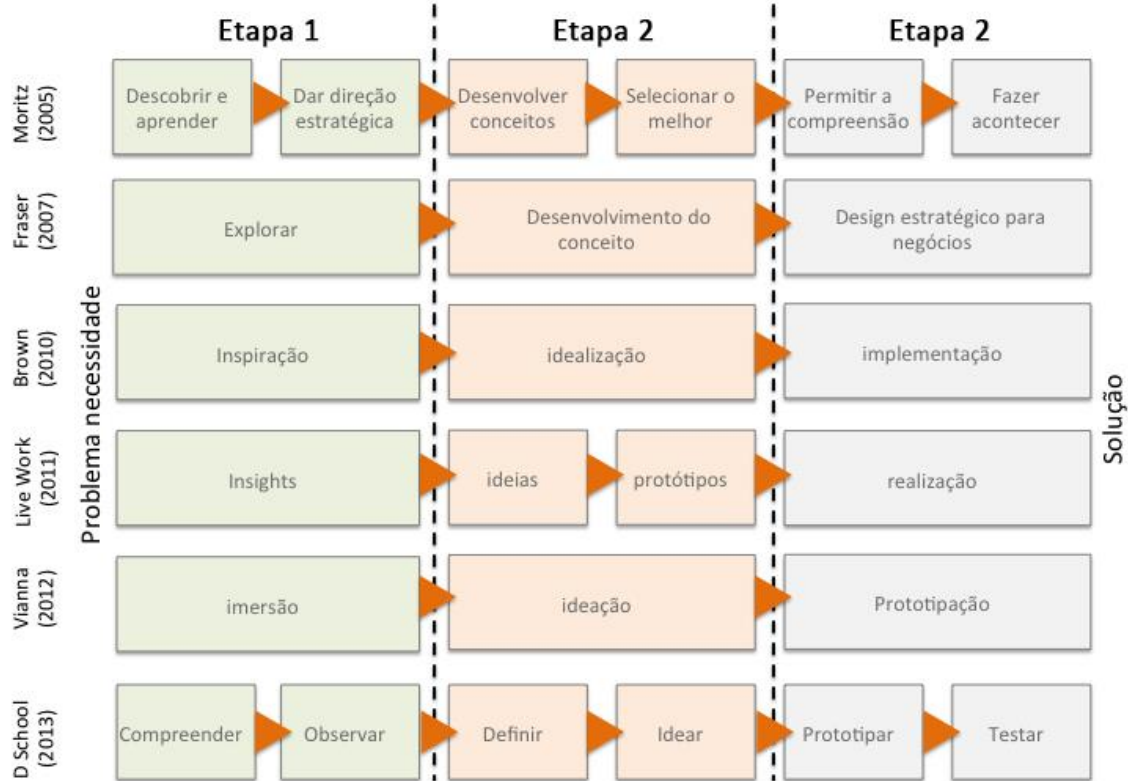 Etapa 1
Etapa 2
Etapa 2
Moritz
(2005)
Descobrir e
aprender
Dar direção
estratégica
Desenvolver
conceitos
Selecionar o
melhor
Permitir a
compreensão
Fazer
acontecer
Fraser
(2007)
Explorar
Desenvolvimento do
conceito
Design estratégico para
negócios
Problema necessidade
Brown
(2010)
Inspiração
idealização
implementação
Solução
Live Work
(2011)
Insights
ideias
protótipos
realização
Vianna
(2012)
imersão
ideação
Prototipação
D School
(2013)
Compreender
Observar
Definir
Idear
Prototipar
Testar